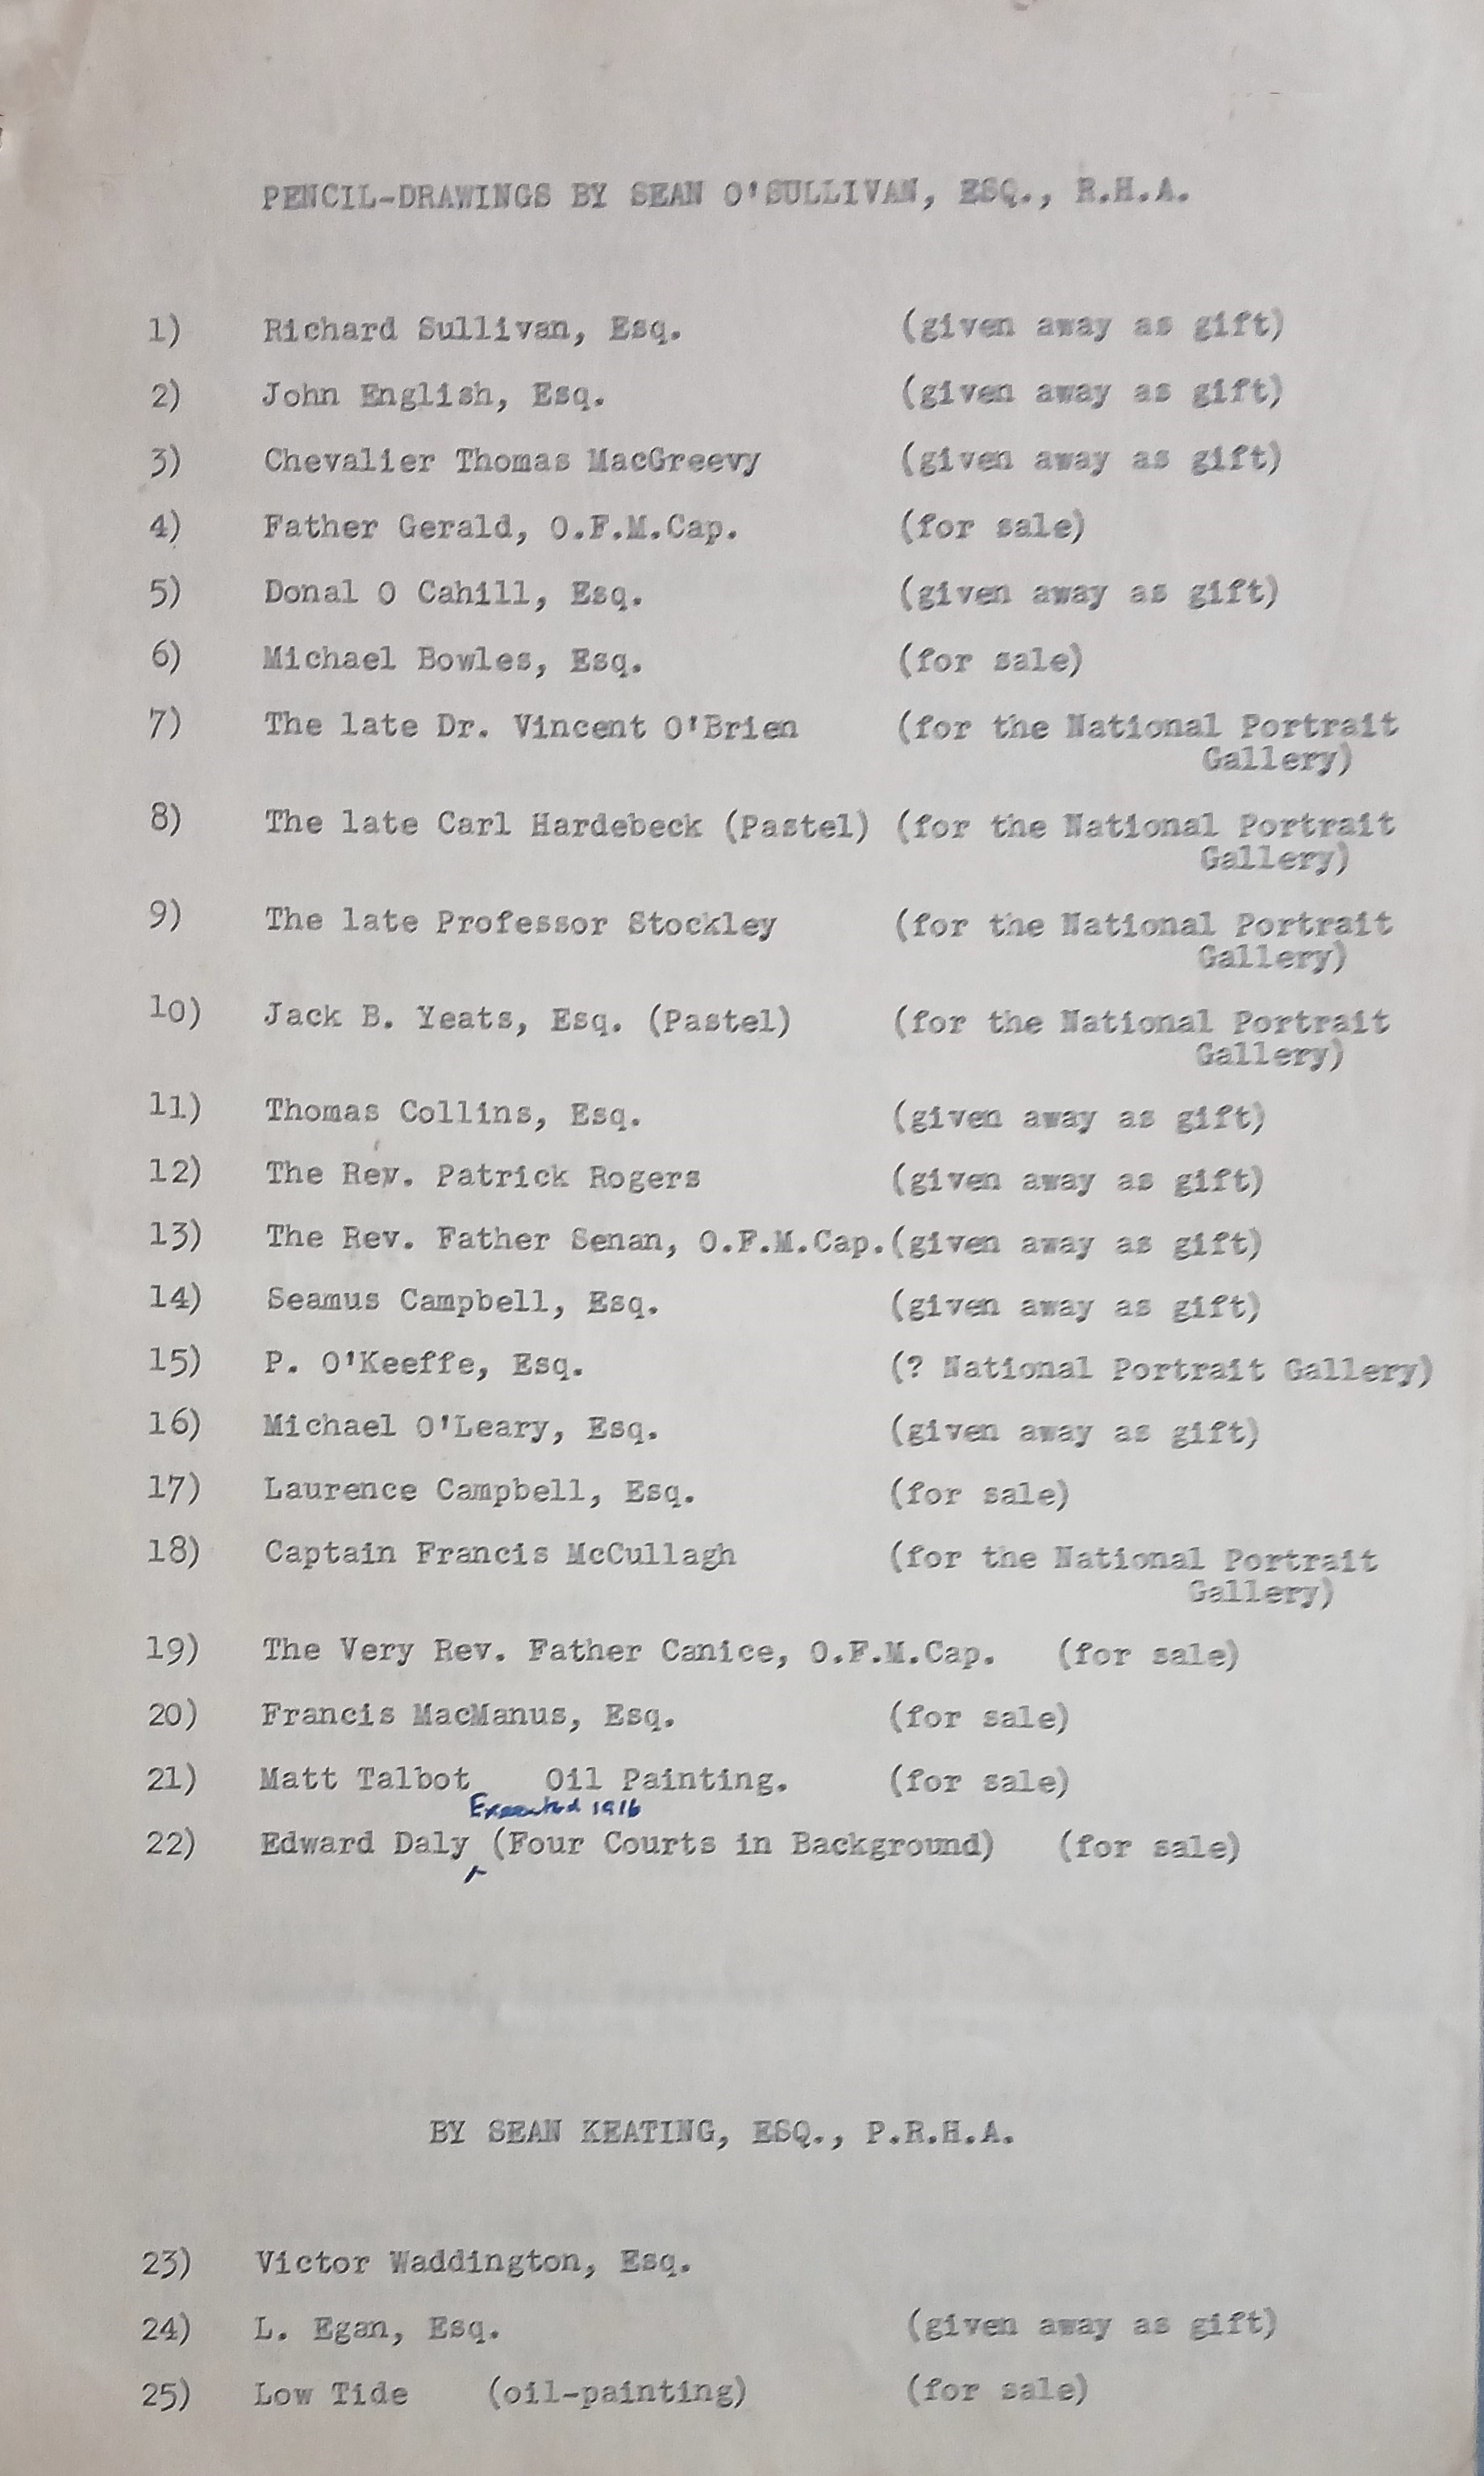 PENCIL-DRAWINGS BY SEAN O'SULLIVAN, ESQ., R.H.A.
1) Richard Sullivan, Esq. (given away as gift)
2) John English, Esq. (given away as gift)
3) Chevalier Thomas MacGreevy (given away as gift)
4) Father Gerald, O.F.M.Cap. (for sale)
5) Donal O Cahill, Esq. (given away as gift)
6) Michael Bowles, Esq. (for sale)
7) The late Dr. Vincent O'Brien (for the National Portrait
Gallery)
8) The late Carl Hardebeck (Pastel) (for the National Portrait
Gallery)
9) The late Professor Stockley (for the National Portrait
Gallery)
10) Jack B. Yeats, Esq. (Pastel) (for the National Portrait
Gallery)
11) Thomas Collins, Esq. (given away as gift)
12) The Rev. Patrick Rogers (given away as gift)
13) The Rev. Father Senan, O.F.M.Cap.(given away as gift)
14) Seamus Campbell, Esq. (given away as gift)
15) P. O'Keeffe, Esq. (? National Portrait Gallery)
16) Michael O'Leary, Esq. (given away as gift)
17) Laurence Campbell, Esq. (for sale)
18) Captain Francis McCullagh (for the National Portrait
Gallery)
19) The Very Rev. Father Canice, O.F.M.Cap. (for sale)
20) Francis MacManus, Esq. (for sale)
21) Matt Talbot Oil Painting. (for sale)
Executed 1916
22) Edward Daly (Four Courts in Background) (for sale)
BY SEAN KEATING, ESQ., P.R.H.A.
23) Victor Waddington, Esq.
24) L. Egan, Esq. (given away as gift)
25) Low Tide (oil-painting) (for sale)